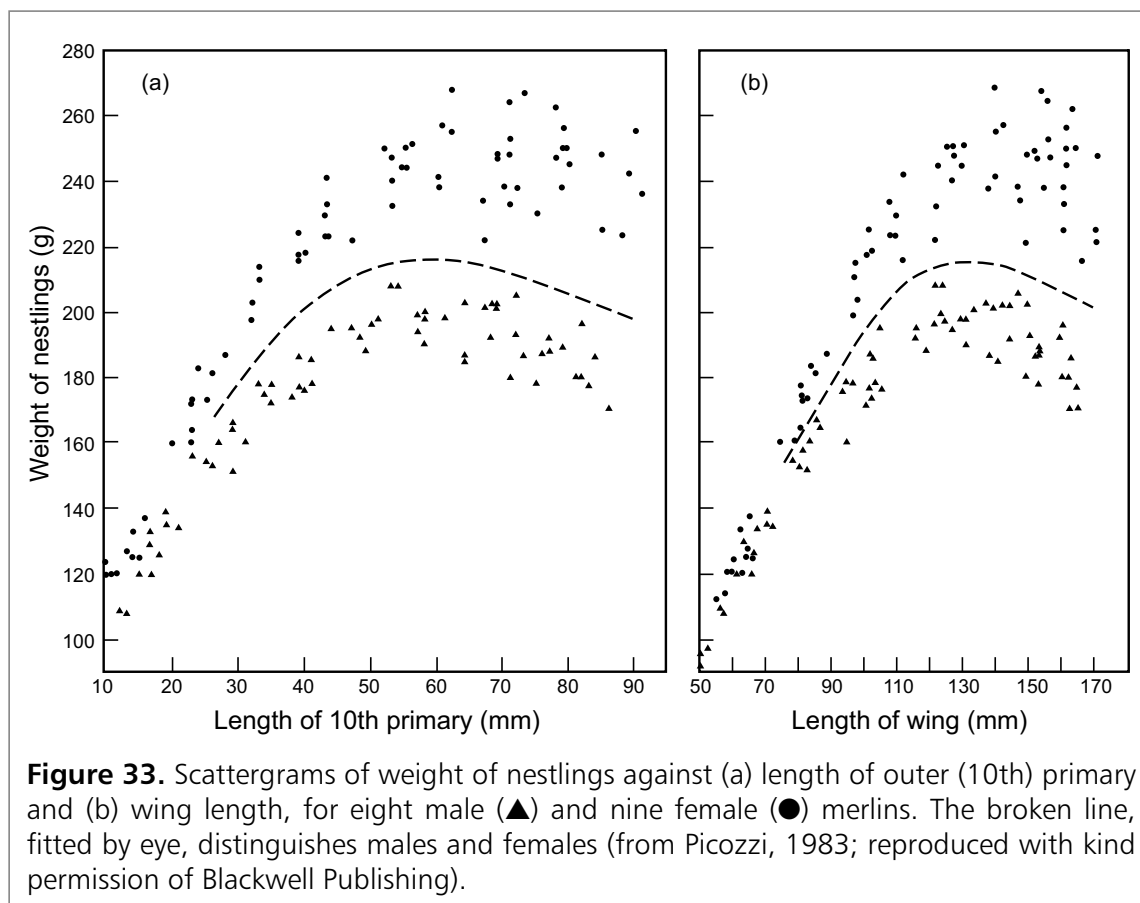 280
260
240
220
200
180
160
140
120
100
Weight of nestlings (g)
(a)
10 20 30 40 50 60 70 80 90
Length of 10th primary (mm)
(b)
50 70 90 110 130 150 170
Length of wing (mm)
Figure 33. Scattergrams of weight of nestlings against (a) length of outer (10th) primary
and (b) wing length, for eight male (▲) and nine female (●) merlins. The broken line,
fitted by eye, distinguishes males and females (from Picozzi, 1983; reproduced with kind
permission of Blackwell Publishing).